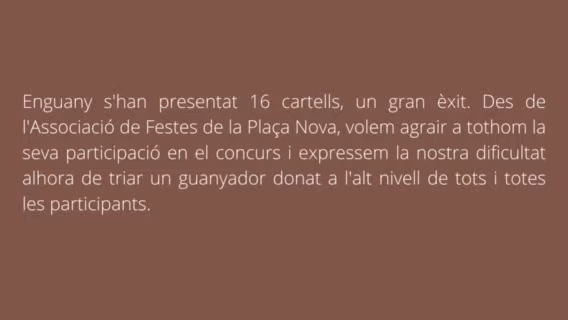 Enguany s'han presentat 16 cartells, un gran èxit. Des de
l'Associació de Festes de la Plaça Nova, volem agrair a tothom la
seva participació en el concurs i expressem la nostra dificultat
alhora de triar un guanyador donat a l'alt nivell de tots i totes
les participants.